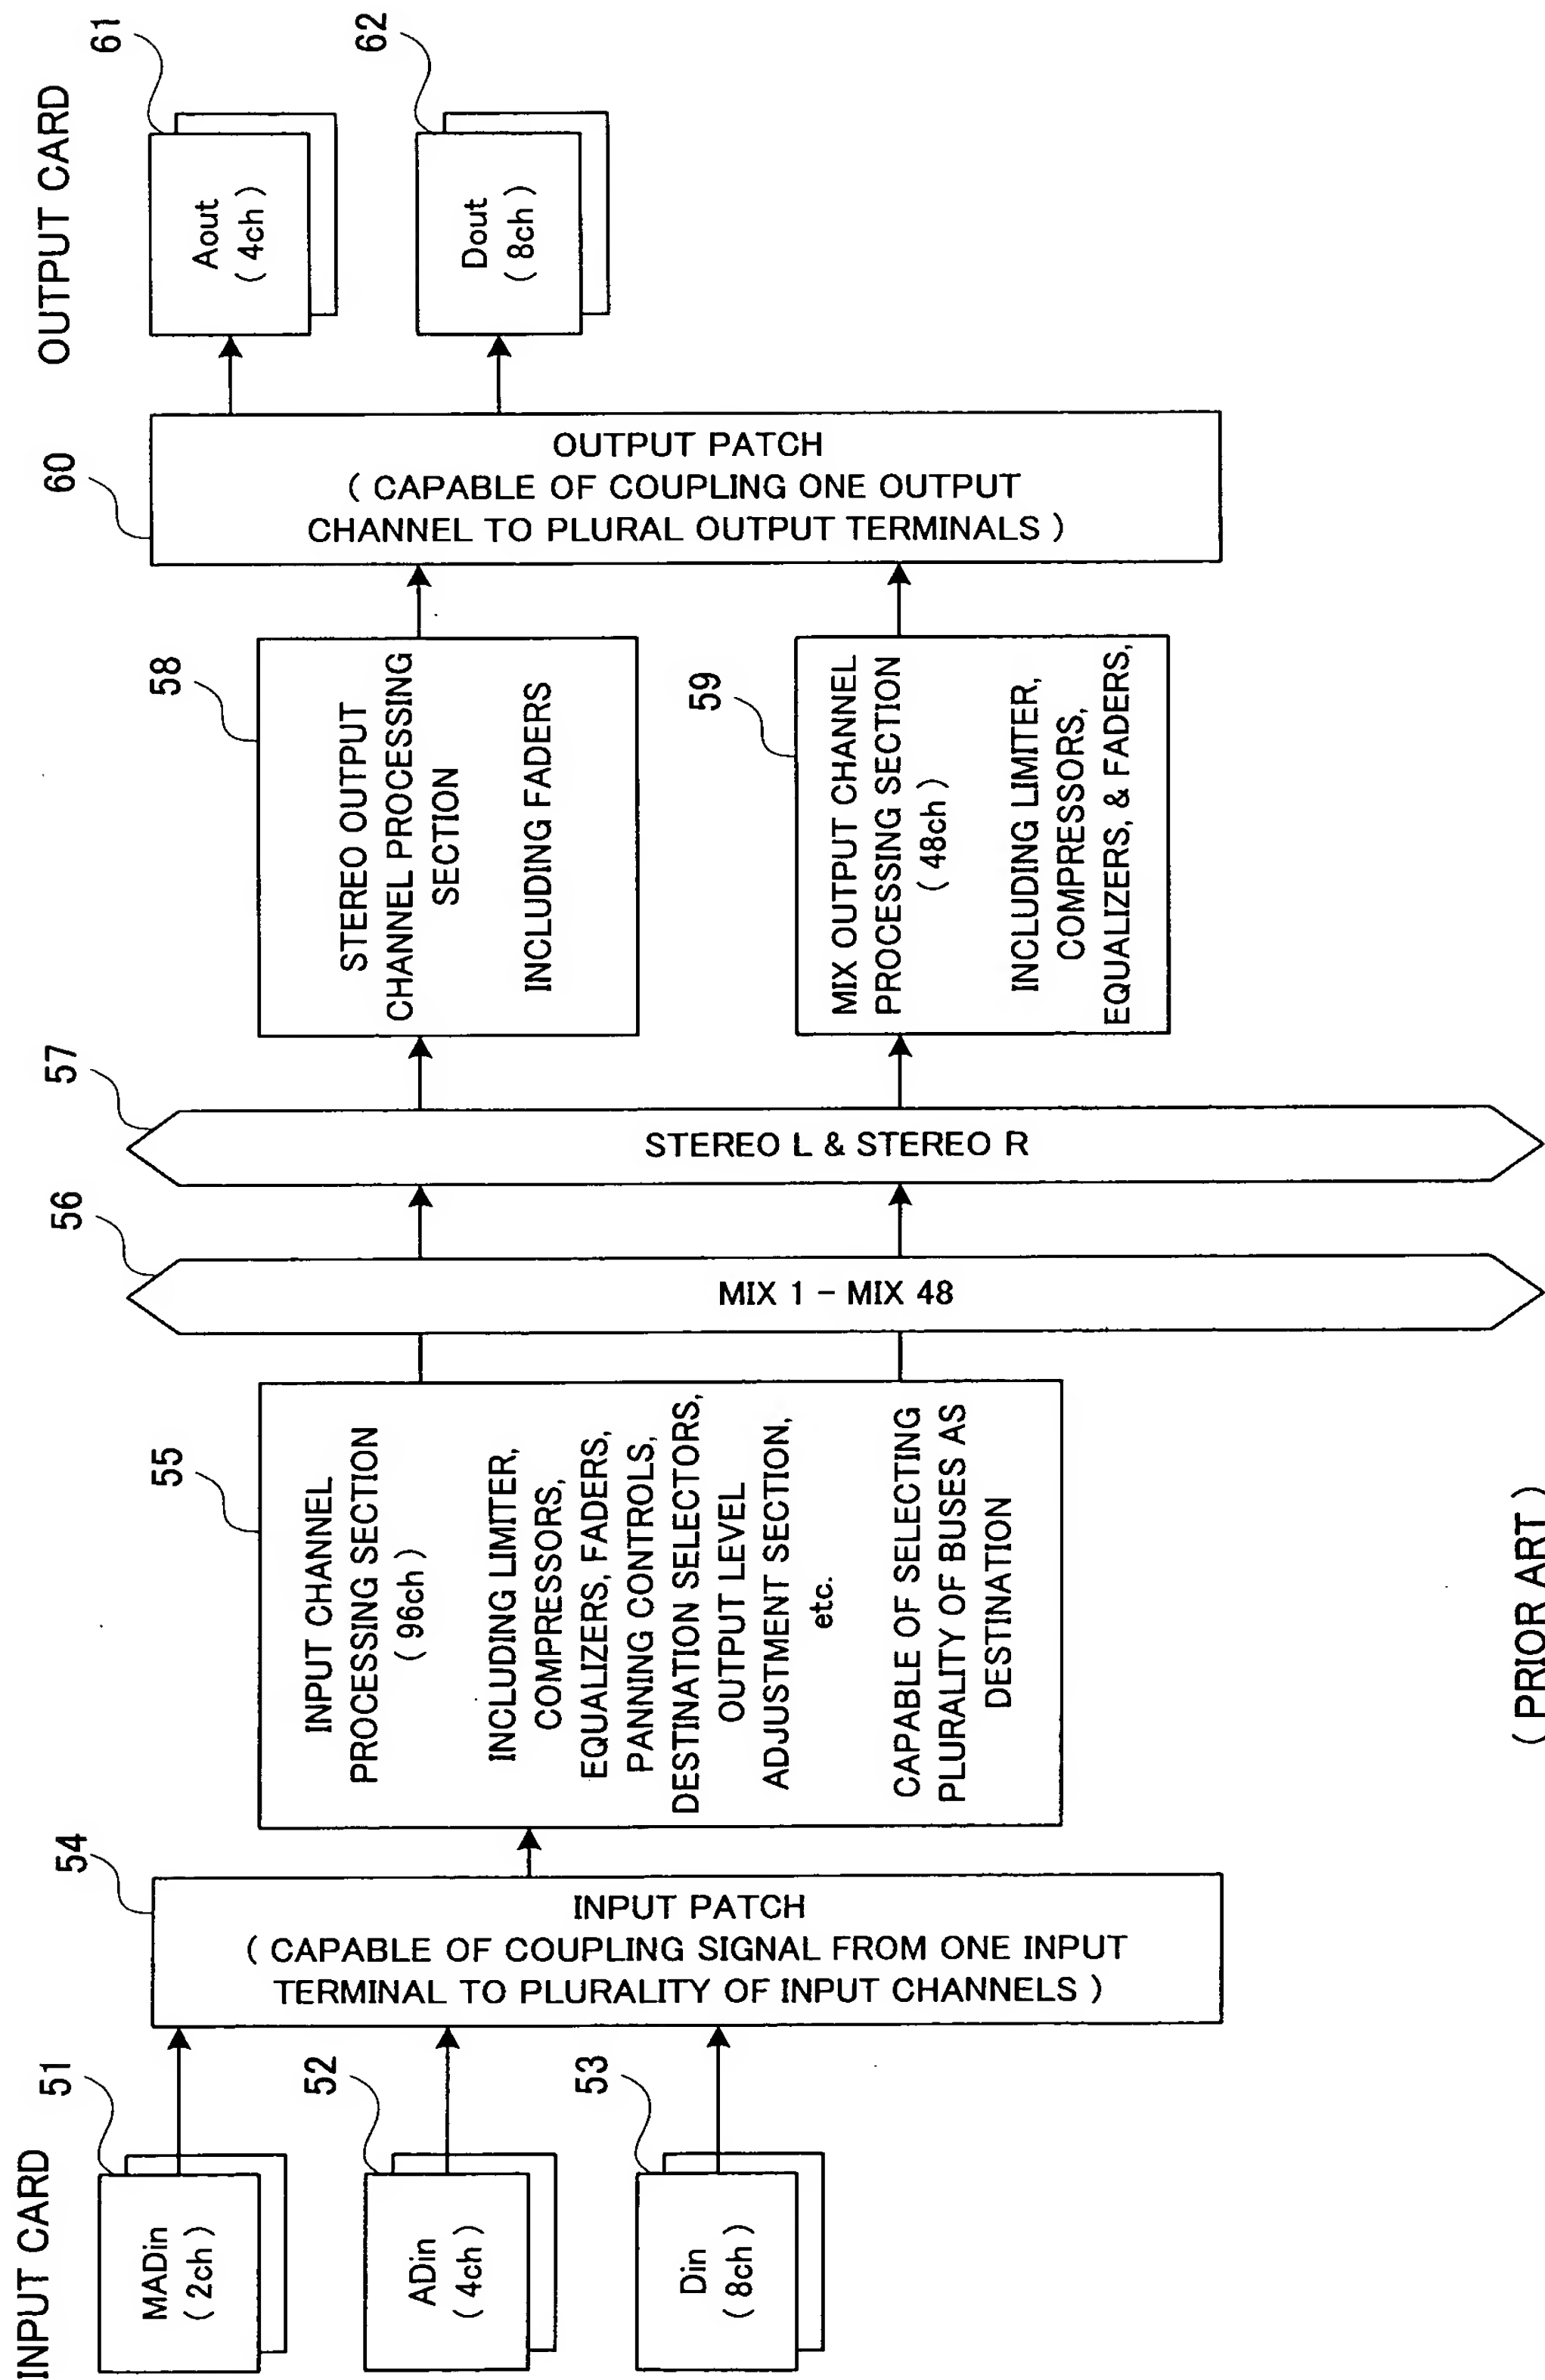 INPUT CARD
51
MADin
( 2ch )
52
ADin
( 4ch )
53
Din
( 8ch )
54
INPUT PATCH
( CAPABLE OF COUPLING SIGNAL FROM ONE INPUT
TERMINAL TO PLURALITY OF INPUT CHANNELS )
55
INPUT CHANNEL
PROCESSING SECTION
( 96ch )
INCLUDING LIMITER,
COMPRESSORS,
EQUALIZERS, FADERS,
PANNING CONTROLS,
DESTINATION SELECTORS,
OUTPUT LEVEL
ADJUSTMENT SECTION,
etc.
CAPABLE OF SELECTING
PLURALITY OF BUSES AS
DESTINATION
56
MIX 1 – MIX 48
57
STEREO L & STEREO R
58
STEREO OUTPUT
CHANNEL PROCESSING
SECTION
INCLUDING FADERS
59
MIX OUTPUT CHANNEL
PROCESSING SECTION
( 48ch )
INCLUDING LIMITER,
COMPRESSORS,
EQUALIZERS, & FADERS,
60
OUTPUT PATCH
( CAPABLE OF COUPLING ONE OUTPUT
CHANNEL TO PLURAL OUTPUT TERMINALS )
OUTPUT CARD
61
Aout
( 4ch )
62
Dout
( 8ch )
( PRIOR ART )